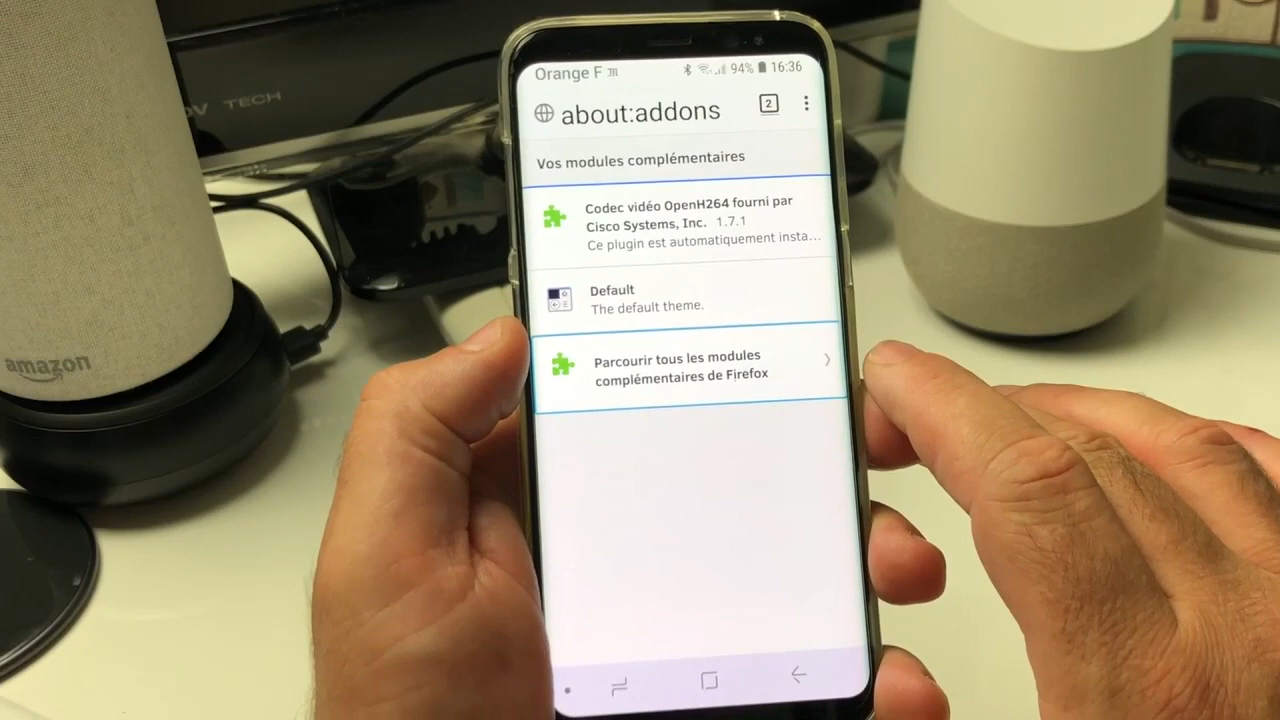 TECH
Orange F
94% 16:36
about:addons
2
Vos modules complémentaires
Codec vidéo OpenH264 fourni par
Cisco Systems, Inc. 1.7.1
Ce plugin est automatiquement insta...
Default
The default theme.
Parcourir tous les modules
complémentaires de Firefox
amazon